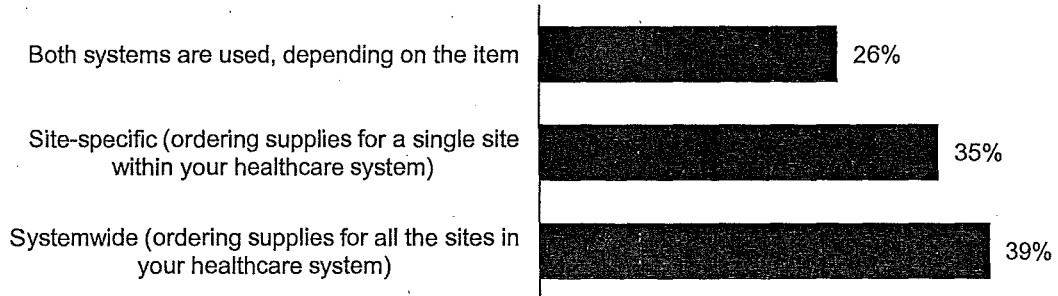 Both systems are used, depending on the item
26%
Site-specific (ordering supplies for a single site
within your healthcare system)
35%
Systemwide (ordering supplies for all the sites in
your healthcare system)
39%